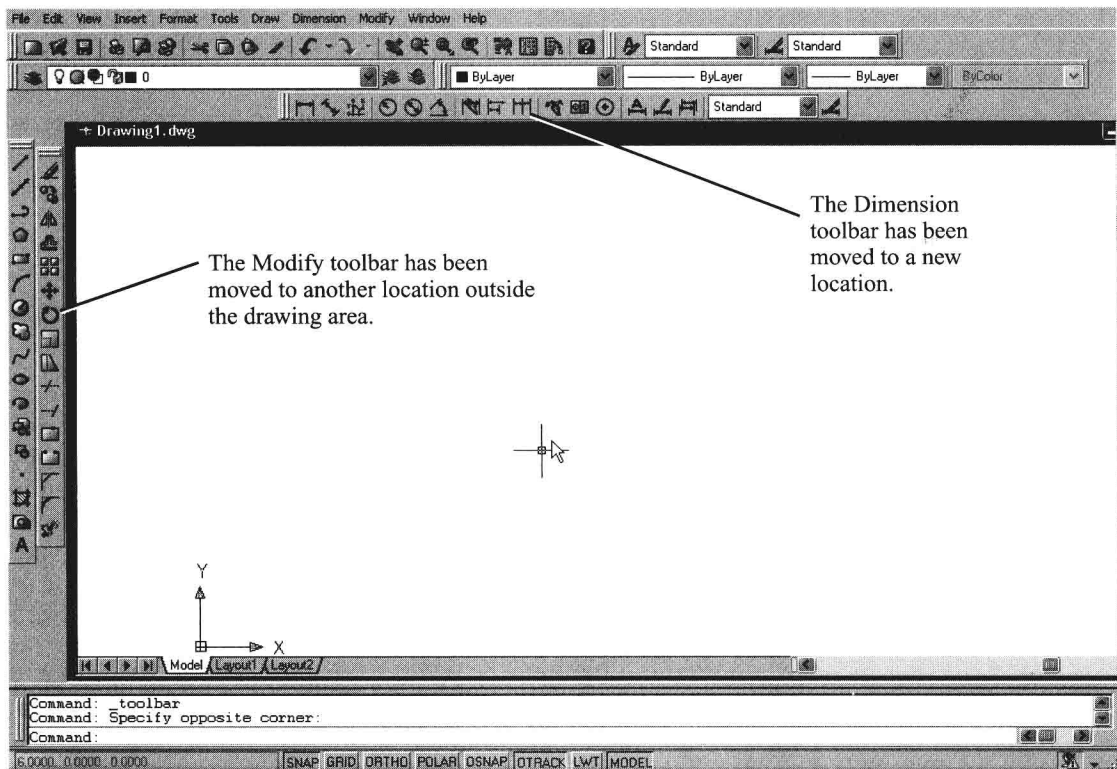 File Edit View Insert Format Tools Draw Dimension Modify Window Help
Standard Standard
0 ByLayer ByLayer ByLayer ByColor
Standard
Drawing1.dwg
The Dimension
toolbar has been
moved to a new
location.
The Modify toolbar has been
moved to another location outside
the drawing area.
A
Y
X
Model Layout1 Layout2
Command: _toolbar
Command: Specify opposite corner:
Command:
6.0000 0.0000 0.0000 SNAP GRID ORTHO POLAR OSNAP OTRACK LWT MODEL